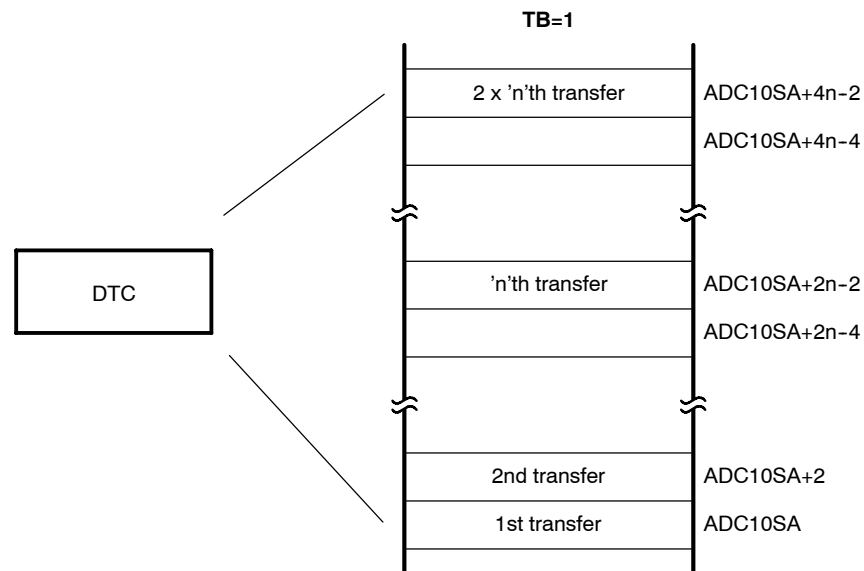 TB=1
2 x ’n’th transfer ADC10SA+4n-2
ADC10SA+4n-4
’n’th transfer ADC10SA+2n-2
DTC
ADC10SA+2n-4
2nd transfer ADC10SA+2
1st transfer ADC10SA